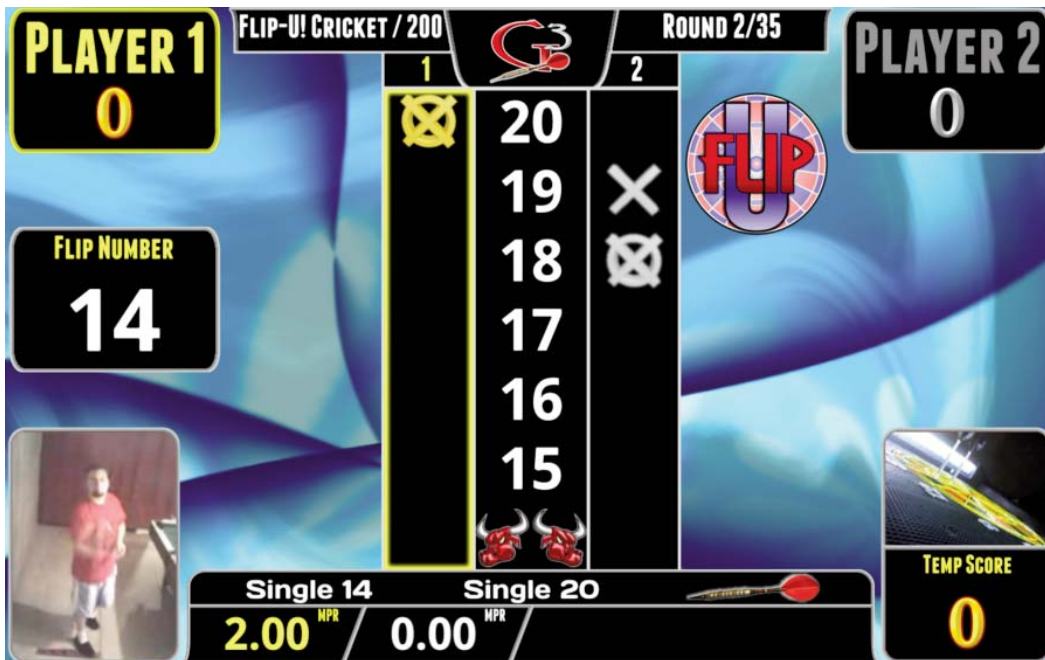 PLAYER 1
0
FLIP-U! CRICKET / 200
G3
ROUND 2/35
PLAYER 2
0
1
2
20
19
18
17
16
15
FLIP U
FLIP NUMBER
14
Single 14
Single 20
2.00 MPR
0.00 MPR
TEMP SCORE
0